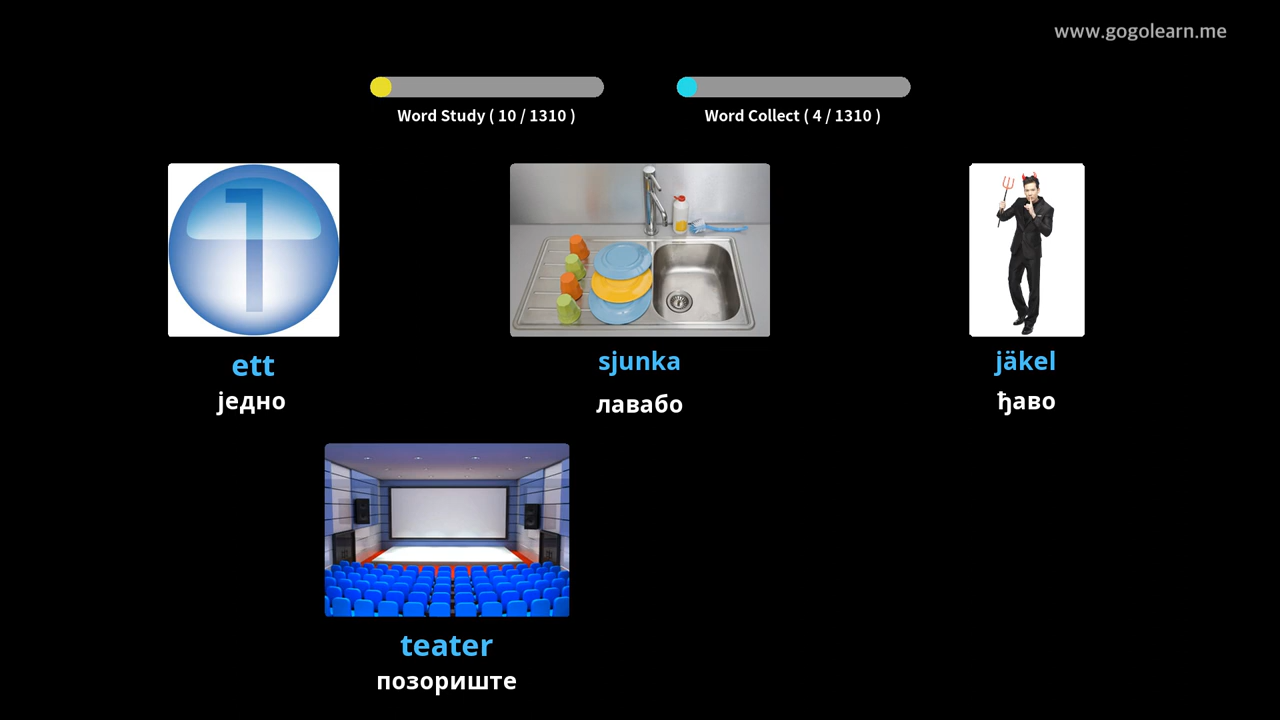 www.gogolearn.me
Word Study ( 10 / 1310 )
Word Collect ( 4 / 1310 )
1
ett
једно
sjunka
лавабо
jäkel
ђаво
teater
позориште